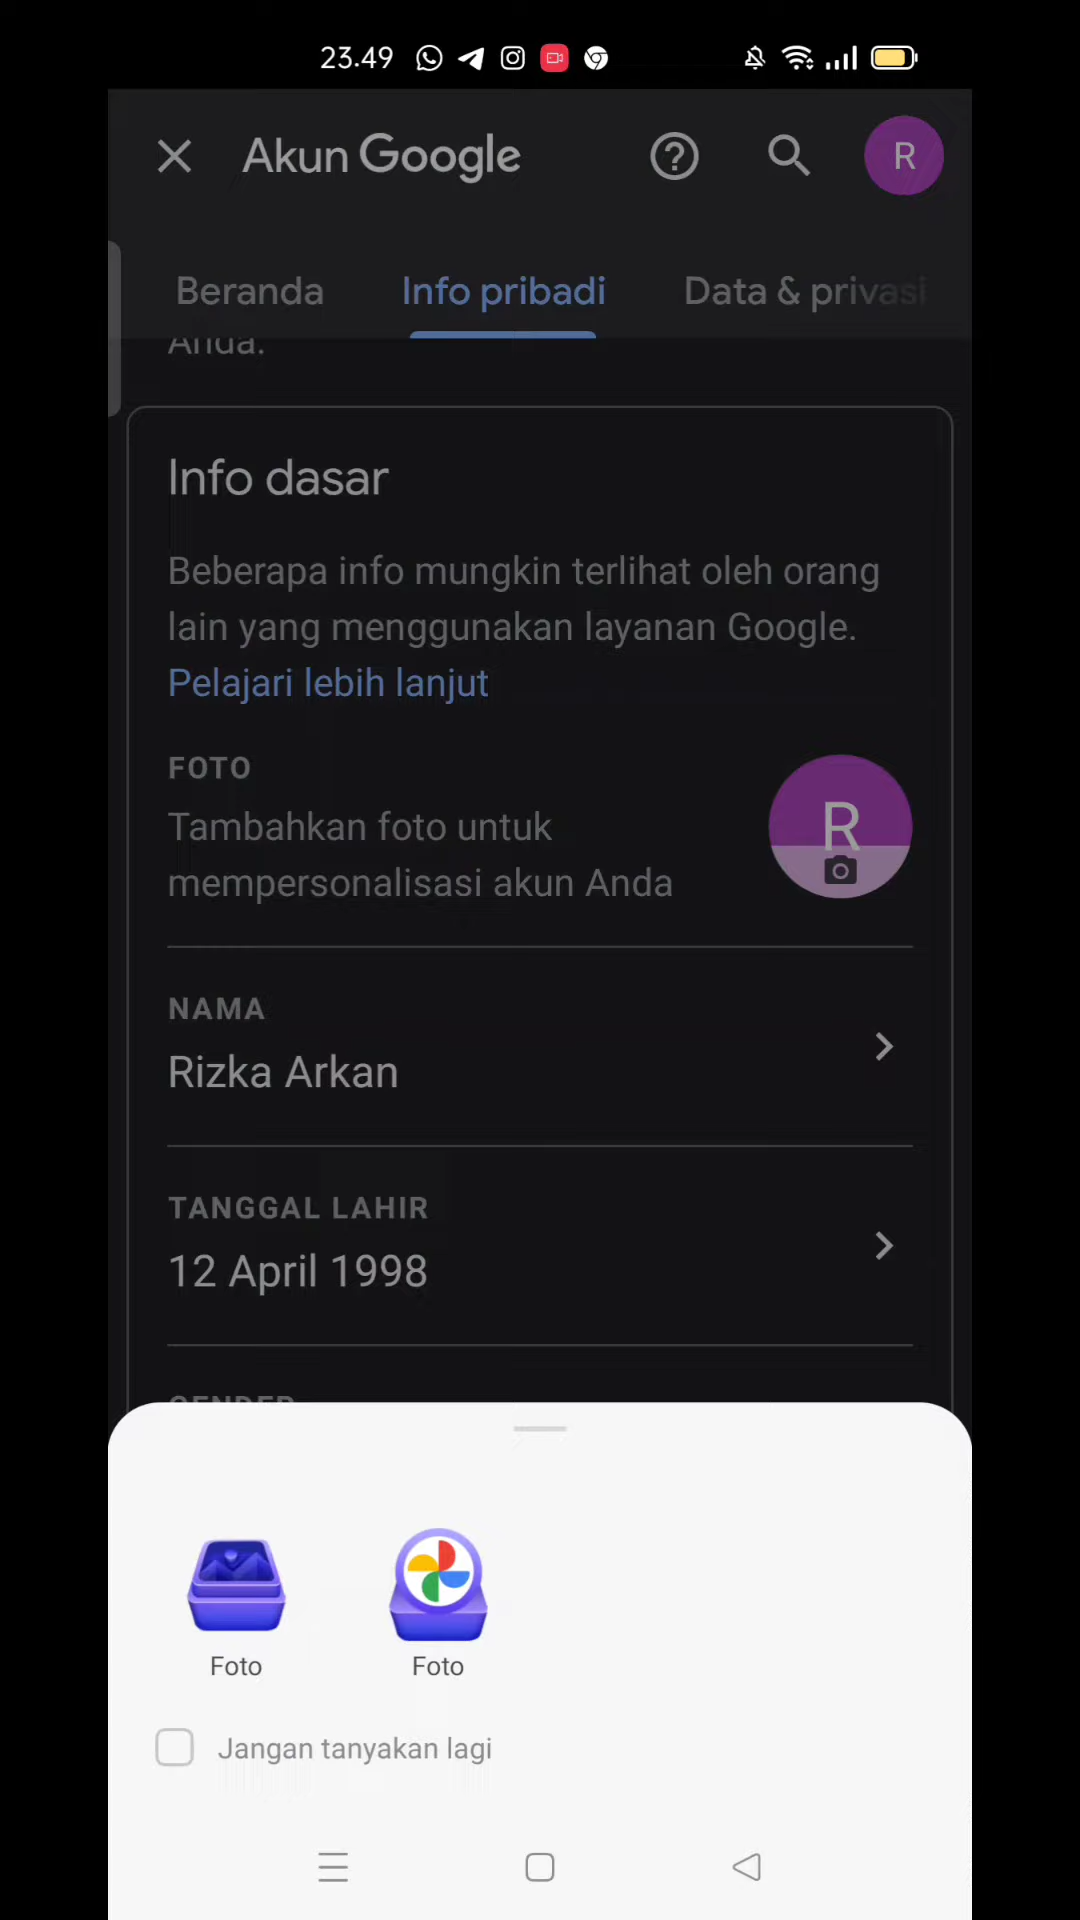 23.49
Akun Google
R
Beranda
Info pribadi
Data & privasi
Anda.
Info dasar
Beberapa info mungkin terlihat oleh orang
lain yang menggunakan layanan Google.
Pelajari lebih lanjut
FOTO
Tambahkan foto untuk
mempersonalisasi akun Anda
R
NAMA
Rizka Arkan
TANGGAL LAHIR
12 April 1998
GENDER
Foto
Foto
Jangan tanyakan lagi